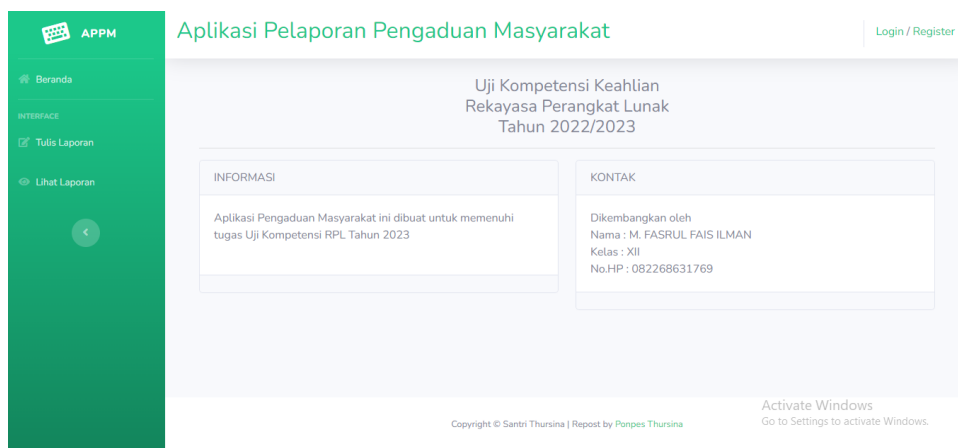 APPM
Aplikasi Pelaporan Pengaduan Masyarakat
Login / Register
Beranda
INTERFACE
Tulis Laporan
Lihat Laporan
Uji Kompetensi Keahlian
Rekayasa Perangkat Lunak
Tahun 2022/2023
INFORMASI
Aplikasi Pengaduan Masyarakat ini dibuat untuk memenuhi
tugas Uji Kompetensi RPL Tahun 2023
KONTAK
Dikembangkan oleh
Nama : M. FASRUL FAIS ILMAN
Kelas : XII
No.HP : 082268631769
Copyright © Santri Thursina | Repost by Ponpes Thursina
Activate Windows
Go to Settings to activate Windows.